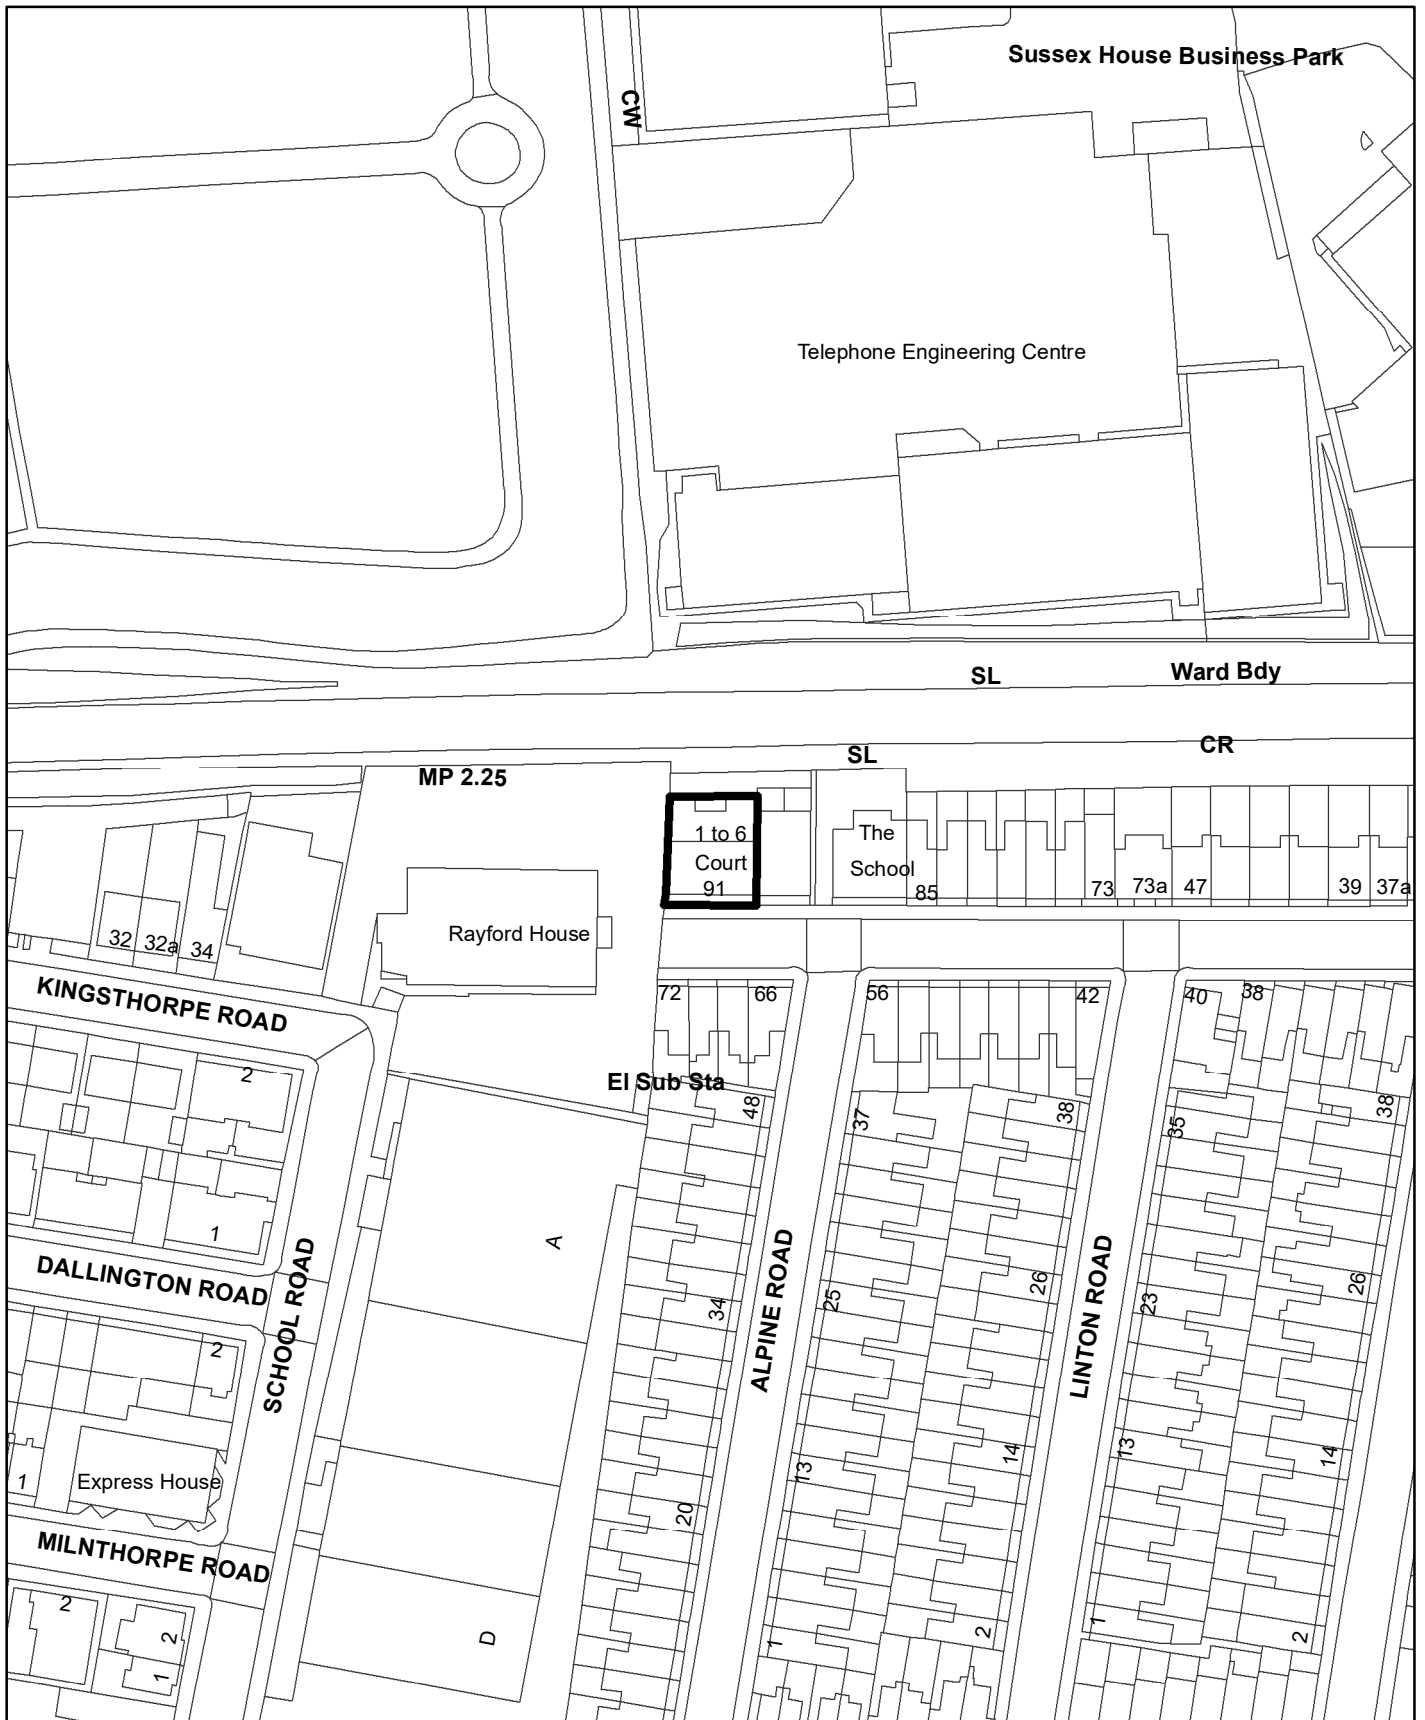 Sussex House Business Park
CW
Telephone Engineering Centre
SL
Ward Bdy
CR
SL
MP 2.25
1 to 6
Court
91
The
School
85
73
73a
47
39
37a
Rayford House
32
32a
34
KINGSTHORPE ROAD
72
66
56
42
40
38
El Sub Sta
2
48
37
38
35
38
1
A
DALLINGTON ROAD
SCHOOL ROAD
34
ALPINE ROAD
25
26
LINTON ROAD
23
26
2
Express House
1
20
13
14
13
14
MILNTHORPE ROAD
2
2
1
D
1
2
1
2